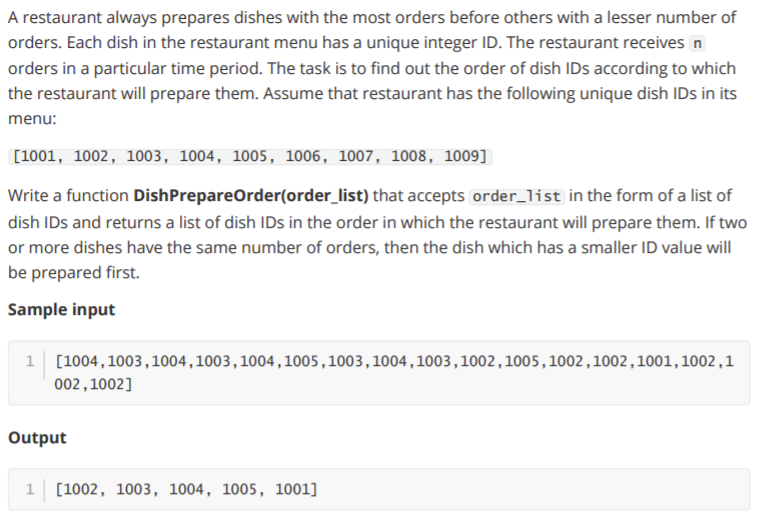 A restaurant always prepares dishes with the most orders before others with a lesser number of
orders. Each dish in the restaurant menu has a unique integer ID. The restaurant receives n
orders in a particular time period. The task is to find out the order of dish IDs according to which
the restaurant will prepare them. Assume that restaurant has the following unique dish IDs in its
menu:
[1001, 1002, 1003, 1004, 1005, 1006, 1007, 1008, 1009]
Write a function DishPrepareOrder(order_list) that accepts order_list in the form of a list of
dish IDs and returns a list of dish IDs in the order in which the restaurant will prepare them. If two
or more dishes have the same number of orders, then the dish which has a smaller ID value will
be prepared first.
Sample input
1 [1004,1003,1004,1003,1004,1005,1003,1004,1003,1002,1005,1002,1002,1001,1002,1
002,1002]
Output
1 [1002, 1003, 1004, 1005, 1001]